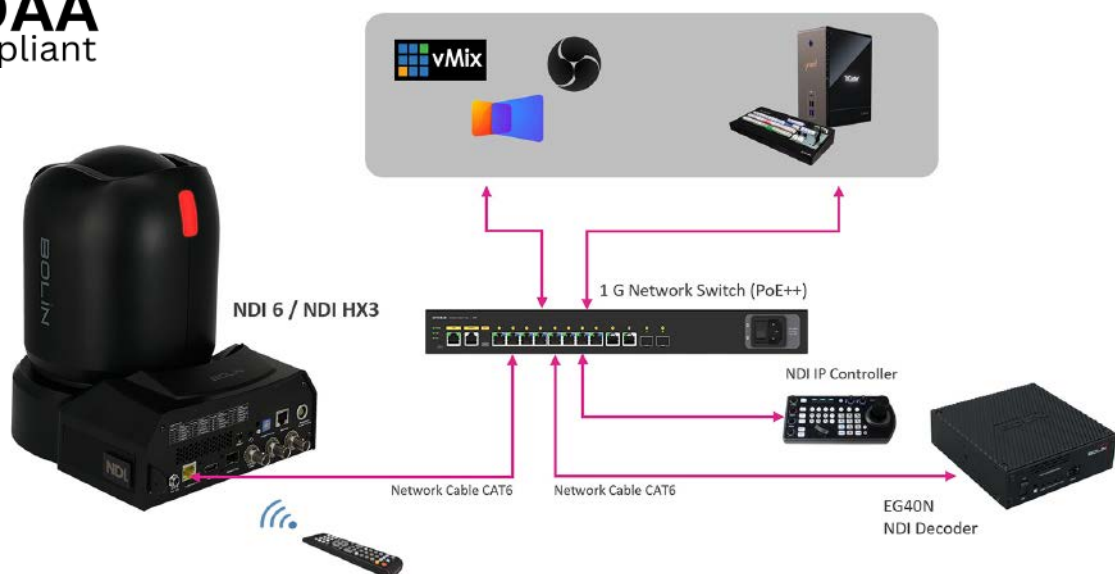 pliant
vMix
BOLIN
NDI 6 / NDI HX3
1 G Network Switch (PoE++)
NDI IP Controller
NDI
Network Cable CAT6
Network Cable CAT6
EG40N
NDI Decoder